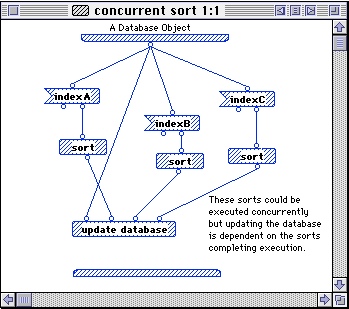 concurrent sort 1:1
A Database Object
indexA
indexC
indexB
sort
sort
sort
update database
These sorts could be
executed concurrently
but updating the database
is dependent on the sorts
completing execution.